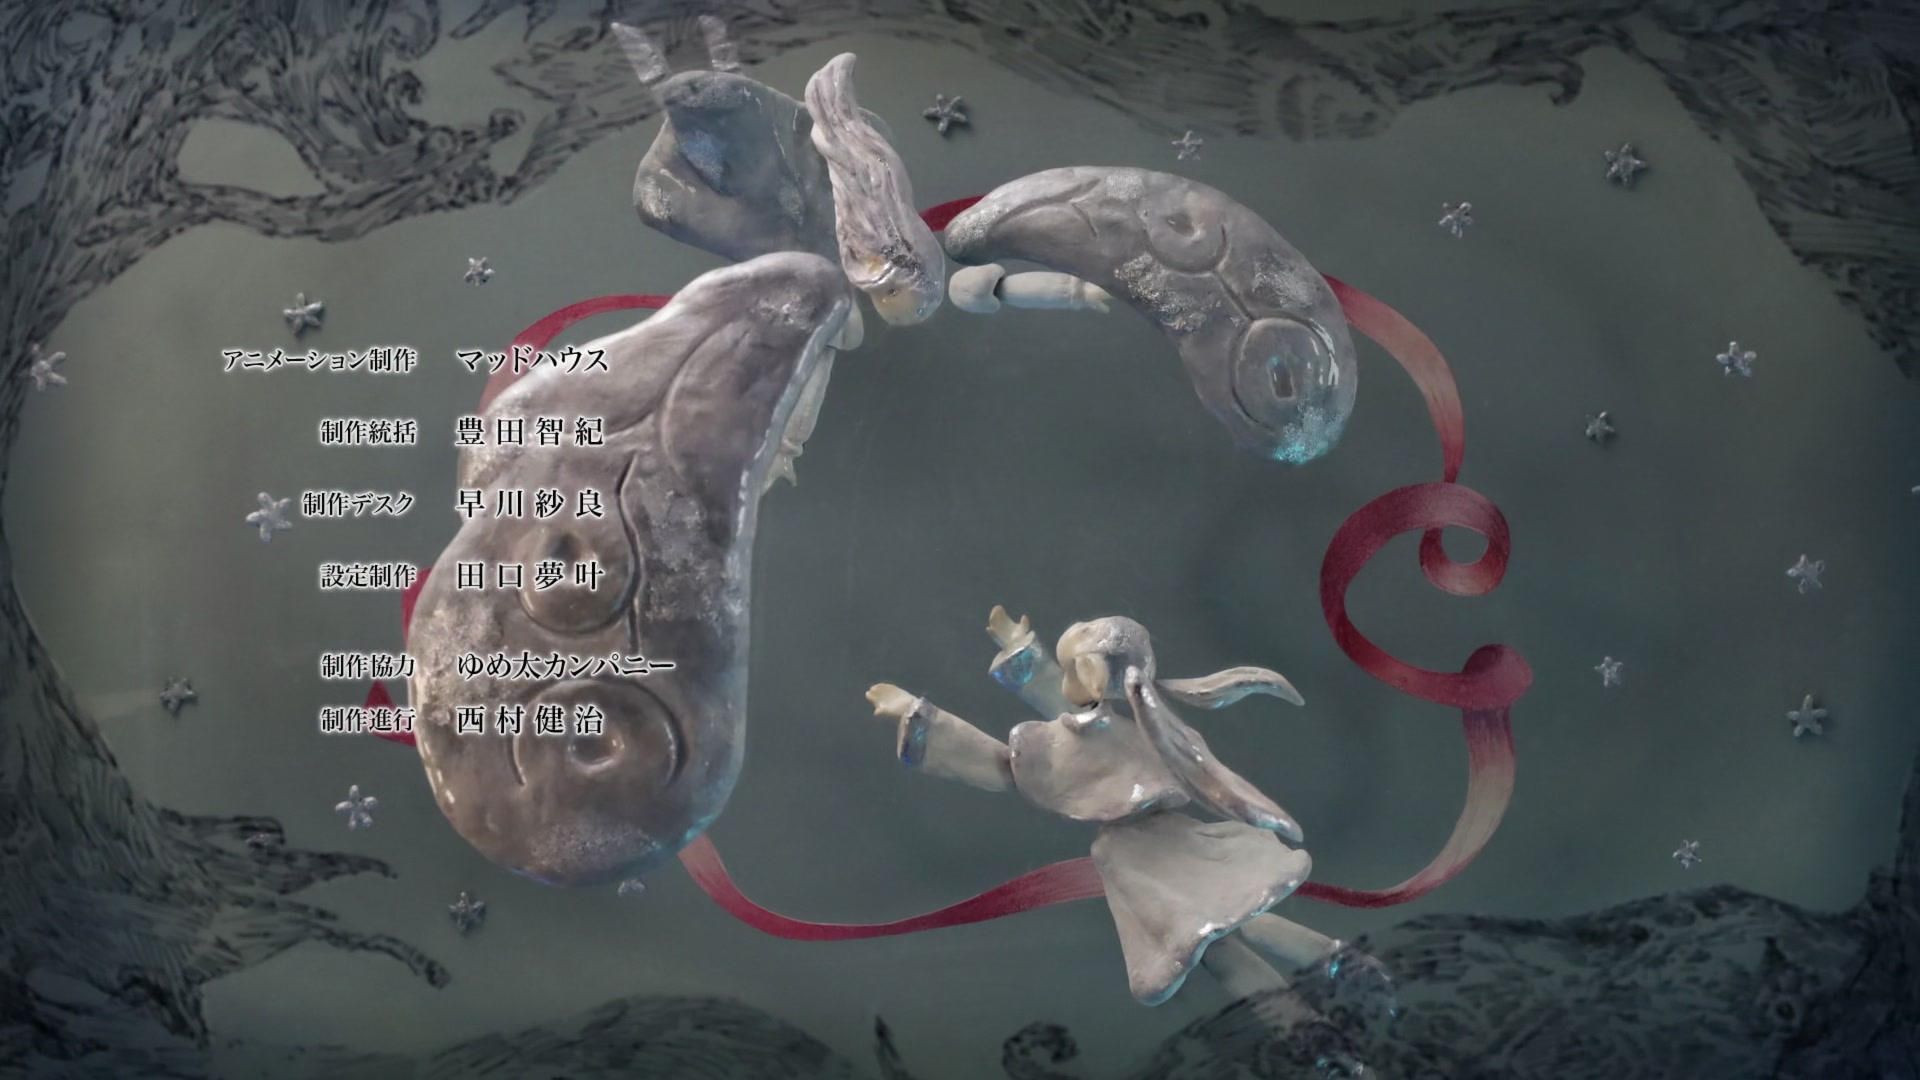 アニメーション制作 マッドハウス
制作統括 豊田智紀
制作デスク 早川紗良
設定制作 田口夢叶
制作協力 ゆめ太カンパニー
制作進行 西村健治